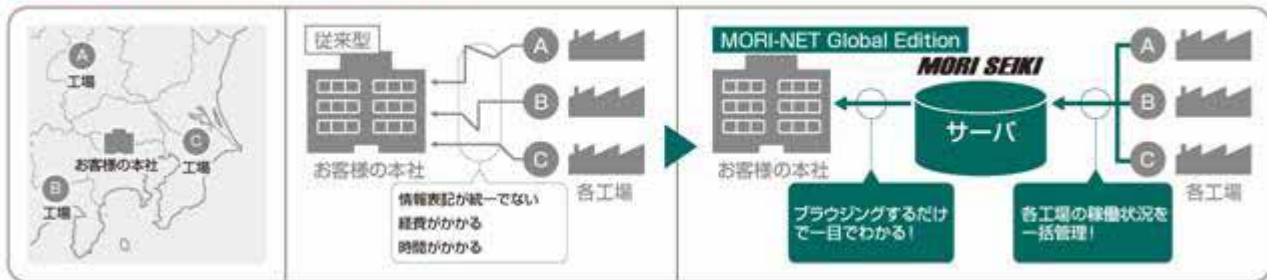 A
工場
お客様の本社
C
工場
B
工場
従来型
A
B
C
お客様の本社
各工場
情報表記が統一でない
経費がかかる
時間がかかる
MORI-NET Global Edition
MORI SEIKI
サーバ
A
B
C
お客様の本社
各工場
ブラウジングするだけ
で一目でわかる!
各工場の稼働状況を
一括管理!